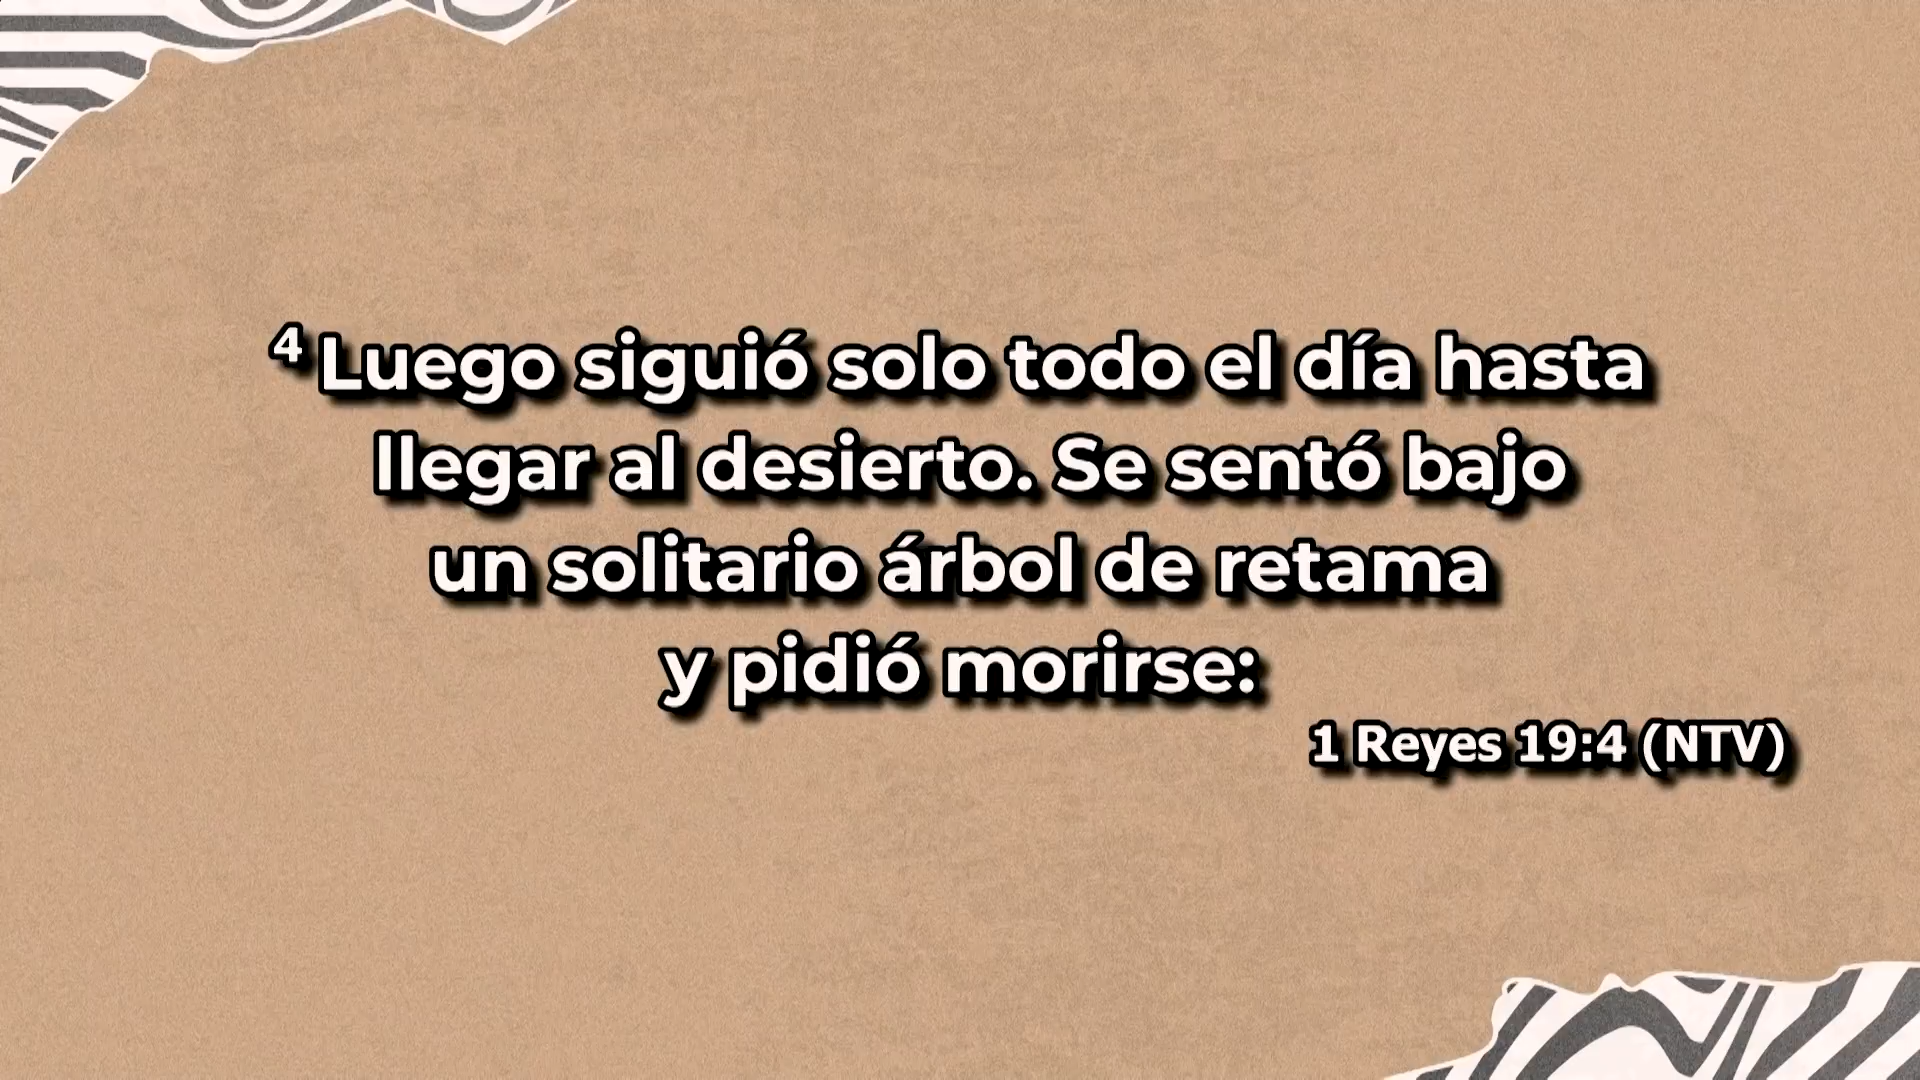 4 Luego siguió solo todo el día hasta
llegar al desierto. Se sentó bajo
un solitario árbol de retama
y pidió morirse:
1 Reyes 19:4 (NTV)